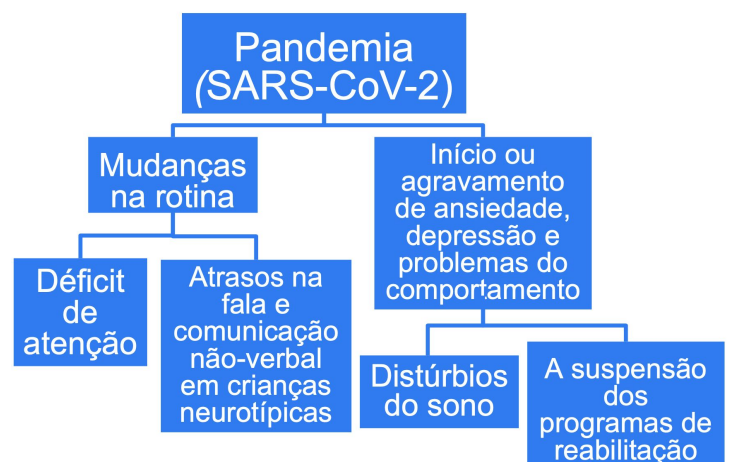 Pandemia
(SARS-CoV-2)
Mudanças
na rotina
Início ou
agravamento
de ansiedade,
depressão e
problemas do
comportamento
Déficit
de
atenção
Atrasos na
fala e
comunicação
não-verbal
em crianças
neurotípicas
Distúrbios
do sono
A suspensão
dos
programas de
reabilitação